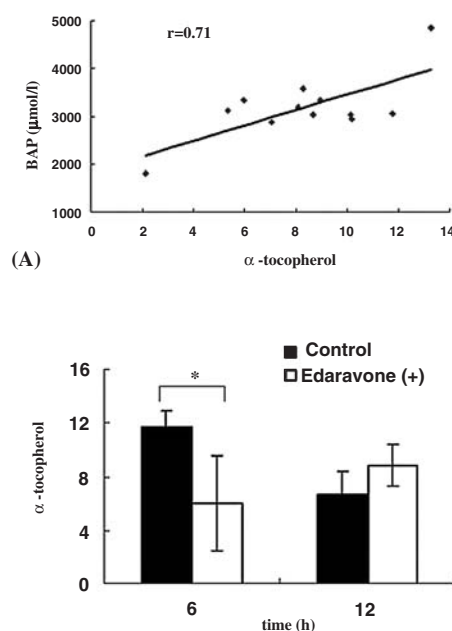 r=0.71
5000
4000
3000
2000
1000
BAP (μmol/l)
0 2 4 6 8 10 12 14
(A)
α -tocopherol
Control
Edaravone (+)
*
16
12
8
4
0
α -tocopherol
6 12
time (h)